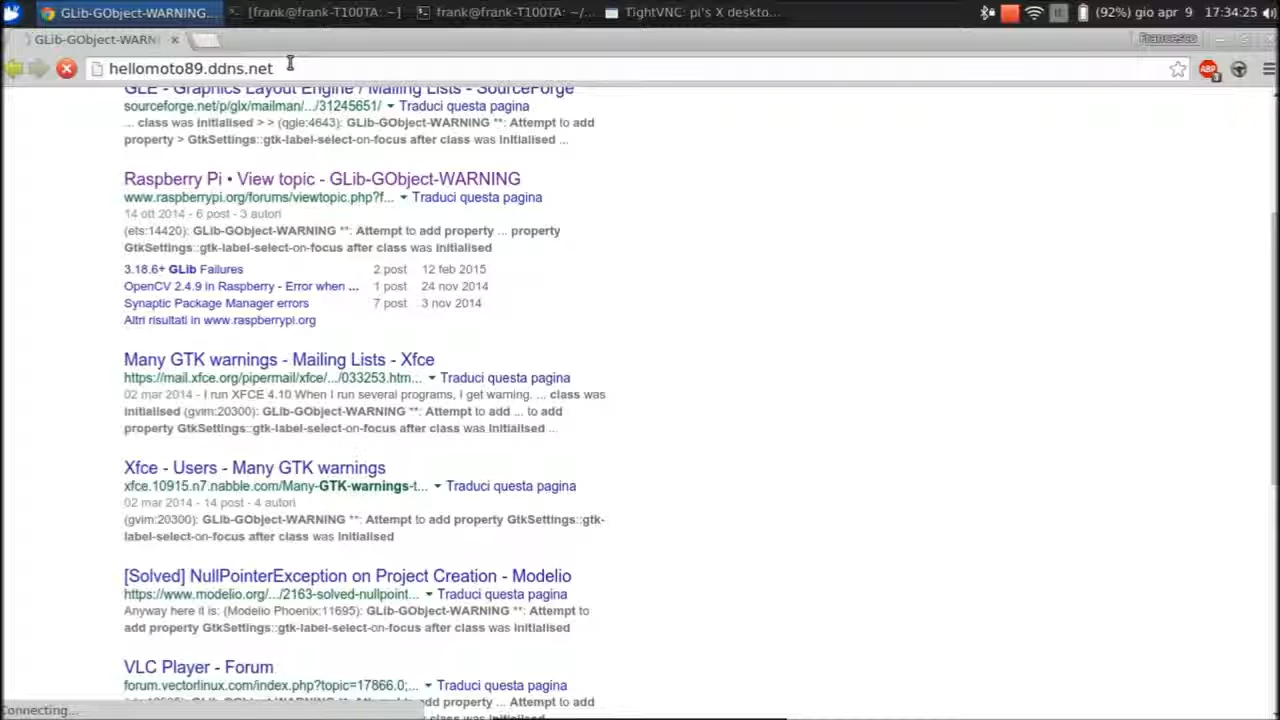 GLib-GObject-WARNING... [frank@frank-T100TA: ~] frank@frank-T100TA: ~/... TightVNC: pi's X deskto... (92%) gio apr 9 17:34:25
GLib-GObject-WARN Francesco
hellomoto89.ddns.net ABP 3
GLE - Graphics Layout Engine / Mailing Lists - SourceForge
sourceforge.net/p/glx/mailman/.../31245651/ Traduci questa pagina
... class was initialised > > (qgle:4643): GLib-GObject-WARNING **: Attempt to add
property > GtkSettings::gtk-label-select-on-focus after class was initialised ...
Raspberry Pi • View topic - GLib-GObject-WARNING
www.raspberrypi.org/forums/viewtopic.php?f... Traduci questa pagina
14 ott 2014 - 6 post - 3 autori
(ets:14420): GLib-GObject-WARNING **: Attempt to add property ... property
GtkSettings::gtk-label-select-on-focus after class was initialised
3.18.6+ GLib Failures 2 post 12 feb 2015
OpenCV 2.4.9 in Raspberry - Error when ... 1 post 24 nov 2014
Synaptic Package Manager errors 7 post 3 nov 2014
Altri risultati in www.raspberrypi.org
Many GTK warnings - Mailing Lists - Xfce
https://mail.xfce.org/pipermail/xfce/.../033253.htm... Traduci questa pagina
02 mar 2014 - I run XFCE 4.10 When I run several programs, I get warning. ... class was
initialised (gvim:20300): GLib-GObject-WARNING **: Attempt to add ... to add
property GtkSettings::gtk-label-select-on-focus after class was initialised ...
Xfce - Users - Many GTK warnings
xfce.10915.n7.nabble.com/Many-GTK-warnings-t... Traduci questa pagina
02 mar 2014 - 14 post - 4 autori
(gvim:20300): GLib-GObject-WARNING **: Attempt to add property GtkSettings::gtk-
label-select-on-focus after class was initialised
[Solved] NullPointerException on Project Creation - Modelio
https://www.modelio.org/.../2163-solved-nullpoint... Traduci questa pagina
Anyway here it is: (Modelio Phoenix:11695): GLib-GObject-WARNING **: Attempt to
add property GtkSettings::gtk-label-select-on-focus after class was initialised
VLC Player - Forum
forum.vectorlinux.com/index.php?topic=17866.0;... Traduci questa pagina
GLib-GObject-WARNING **: Attempt to add property ... Attempt to add
Connecting...